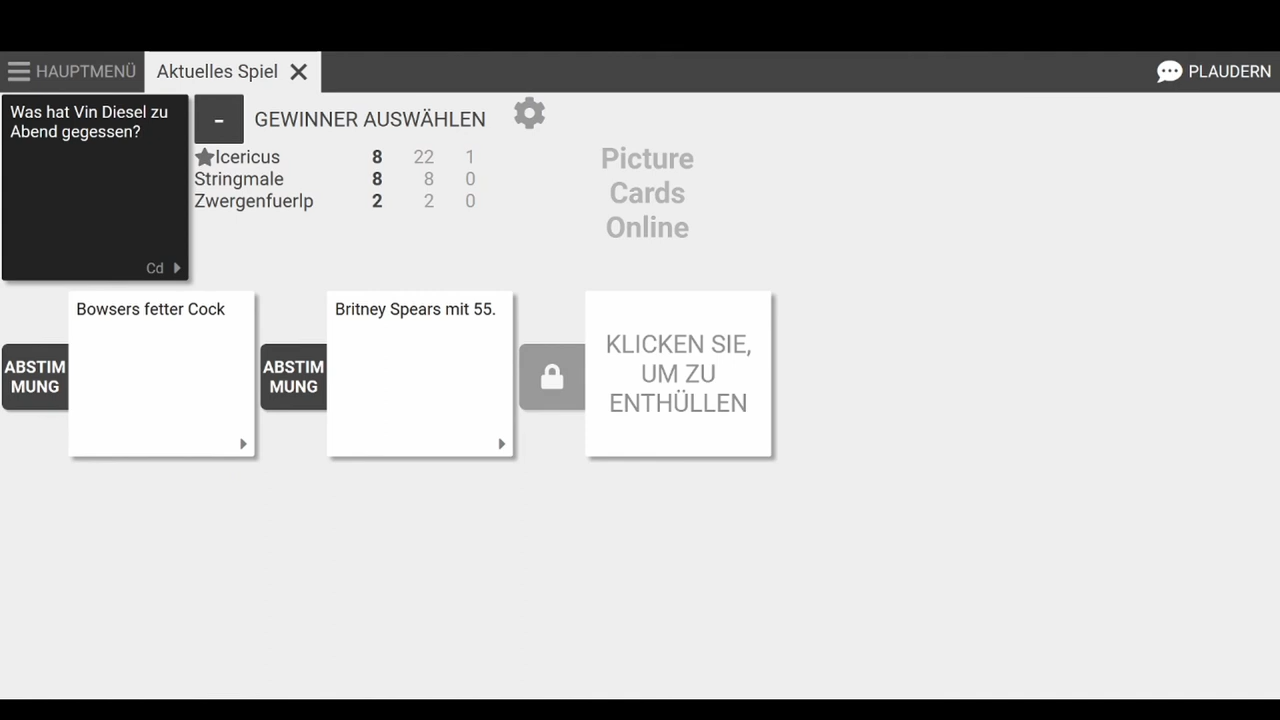 HAUPTMENÜ
Aktuelles Spiel
PLAUDERN
Was hat Vin Diesel zu
Abend gegessen?
Cd
-
GEWINNER AUSWÄHLEN
Icericus 8 22 1
Stringmale 8 8 0
Zwergenfuerlp 2 2 0
Picture
Cards
Online
ABSTIM
MUNG
Bowsers fetter Cock
ABSTIM
MUNG
Britney Spears mit 55.
KLICKEN SIE,
UM ZU
ENTHÜLLEN